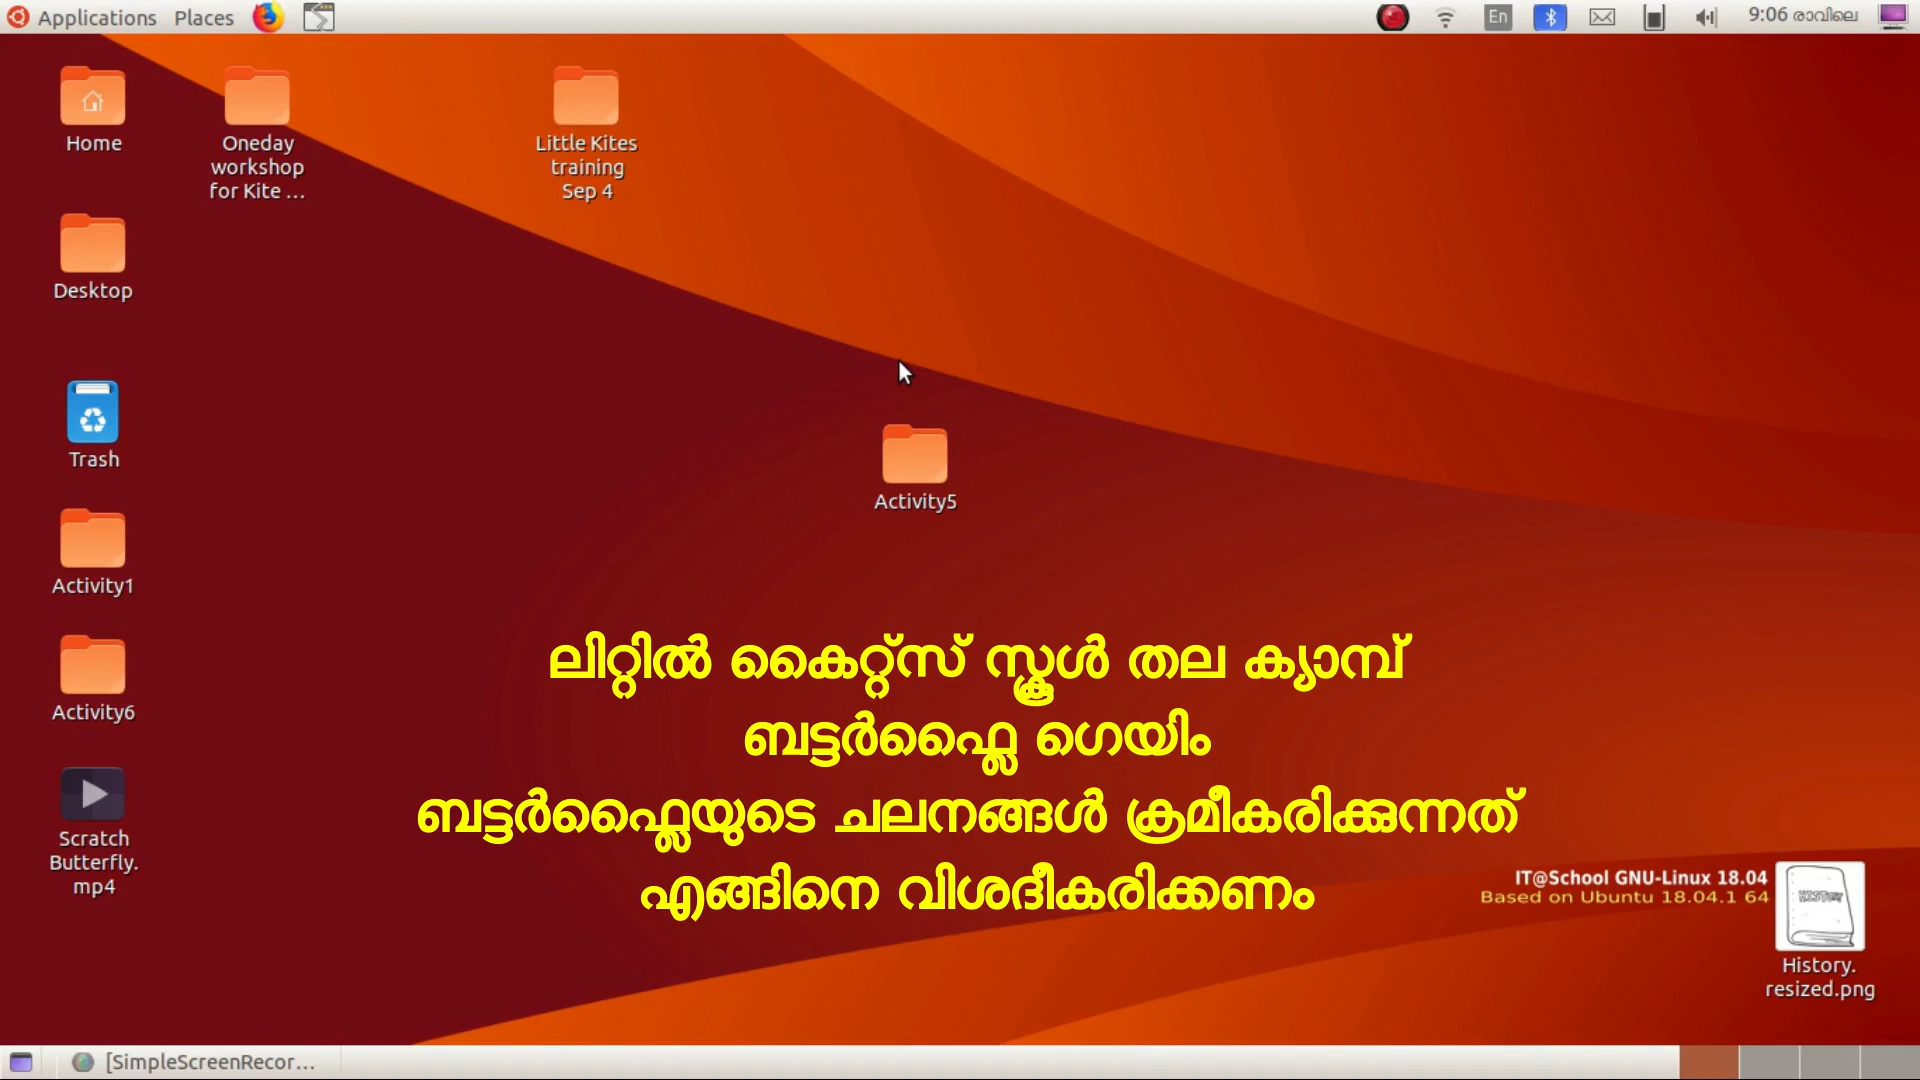 Applications Places En 9:06 രാവിലെ
Home
Oneday
workshop
for Kite ...
Little Kites
training
Sep 4
Desktop
Trash
Activity5
Activity1
Activity6
ലിറ്റിൽ കൈറ്റ്സ് സ്കൂൾ തല ക്യാമ്പ്
ബട്ടർഫ്ലൈ ഗെയിം
ബട്ടർഫ്ലൈയുടെ ചലനങ്ങൾ ക്രമീകരിക്കുന്നത്
എങ്ങിനെ വിശദീകരിക്കണം
Scratch
Butterfly.
mp4
IT@School GNU-Linux 18.04
Based on Ubuntu 18.04.1 64
HISTORY
History.
resized.png
[SimpleScreenRecor...